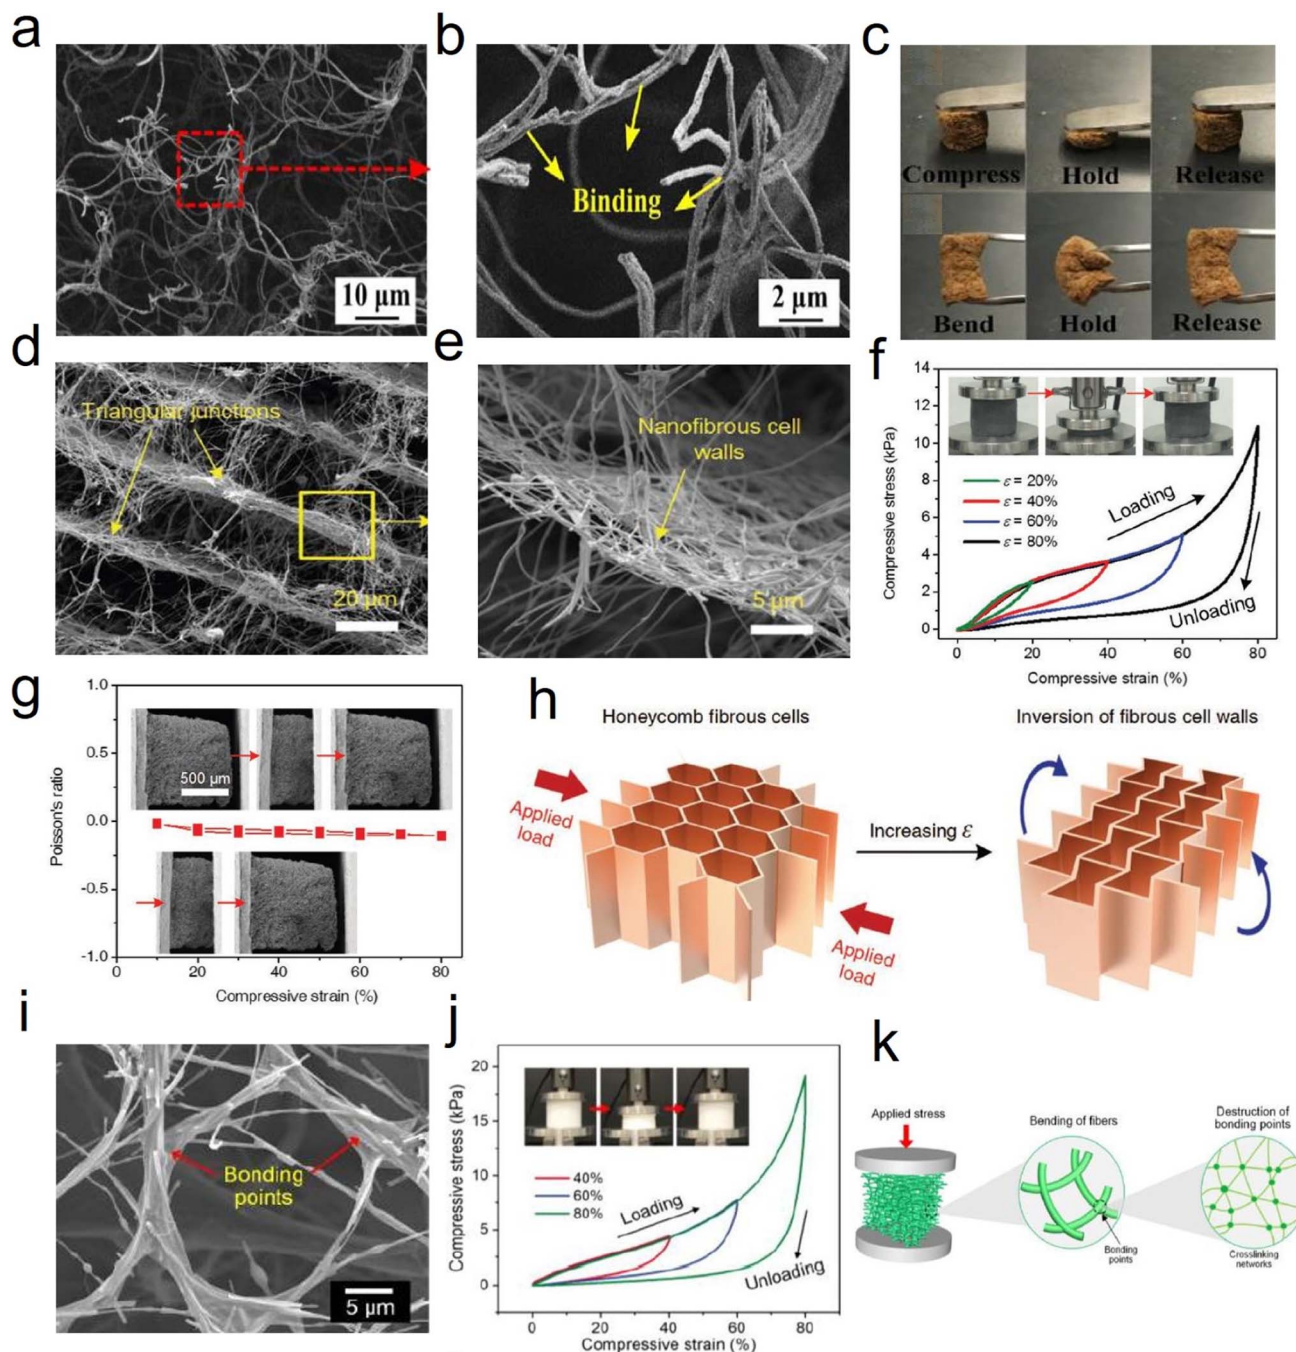 a
10 μm
b
Binding
2 μm
c
Compress
Hold
Release
Bend
Hold
Release
d
Triangular junctions
20 μm
e
Nanofibrous cell
walls
5 μm
f
Compressive stress (kPa)
14
12
10
8
6
4
2
0
ε = 20%
ε = 40%
ε = 60%
ε = 80%
Loading
Unloading
0 20 40 60 80
Compressive strain (%)
g
Poisson's ratio
1.0
0.5
0.0
-0.5
-1.0
500 μm
0 20 40 60 80
Compressive strain (%)
h
Honeycomb fibrous cells
Applied
load
Applied
load
Increasing ε
Inversion of fibrous cell walls
i
Bonding
points
5 μm
j
Compressive stress (kPa)
20
15
10
5
0
40%
60%
80%
Loading
Unloading
0 20 40 60 80
Compressive strain (%)
k
Applied stress
Bending of fibers
Bonding
points
Destruction of
bonding points
Crosslinking
networks